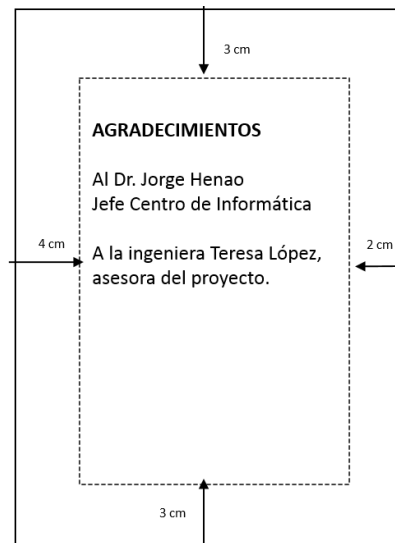 3 cm
AGRADECIMIENTOS
Al Dr. Jorge Henao
Jefe Centro de Informática
4 cm
A la ingeniera Teresa López,
2 cm
asesora del proyecto.
3 cm